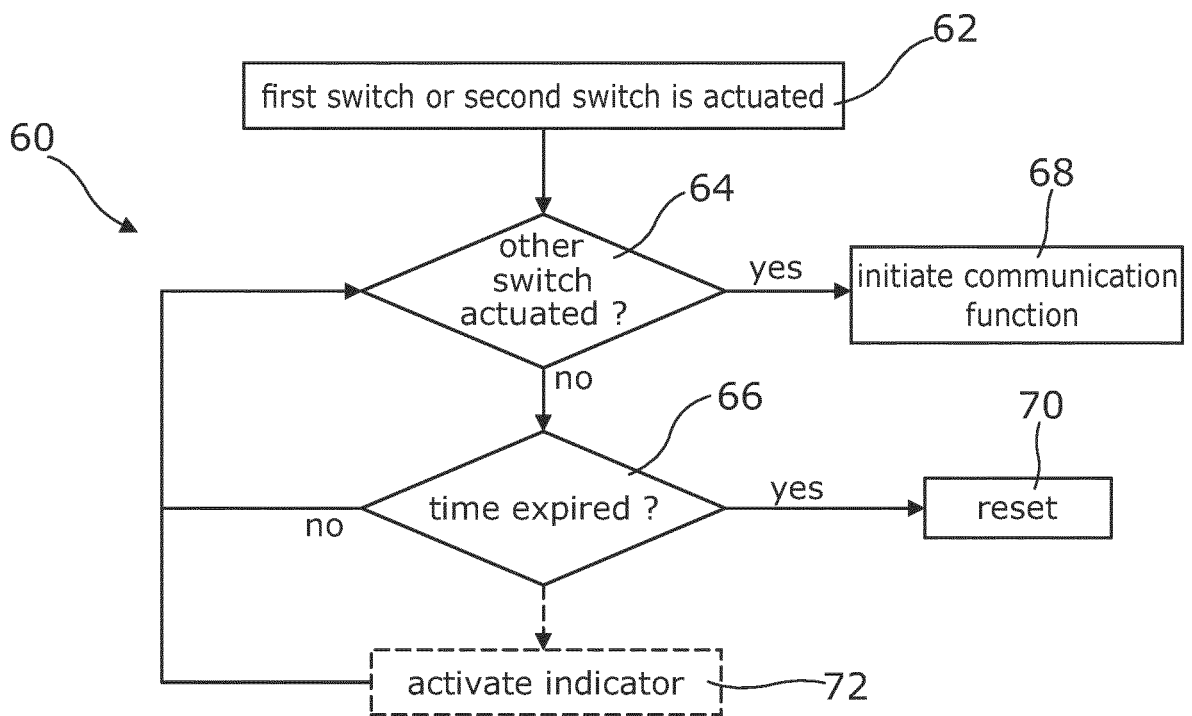 62
first switch or second switch is actuated
60
64
68
other
switch
actuated ?
yes
initiate communication
function
no
66
70
time expired ?
yes
reset
no
activate indicator
72